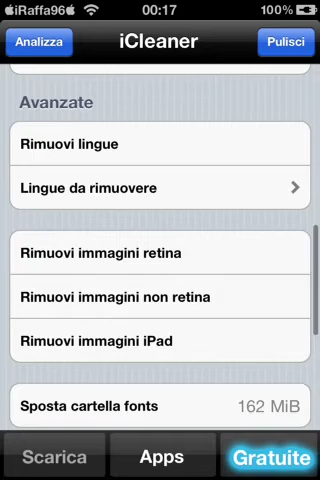 iRaffa96 00:17 100%
Analizza iCleaner Pulisci
Avanzate
Rimuovi lingue
Lingue da rimuovere
Rimuovi immagini retina
Rimuovi immagini non retina
Rimuovi immagini iPad
Sposta cartella fonts 162 MiB
Scarica Apps Gratuite